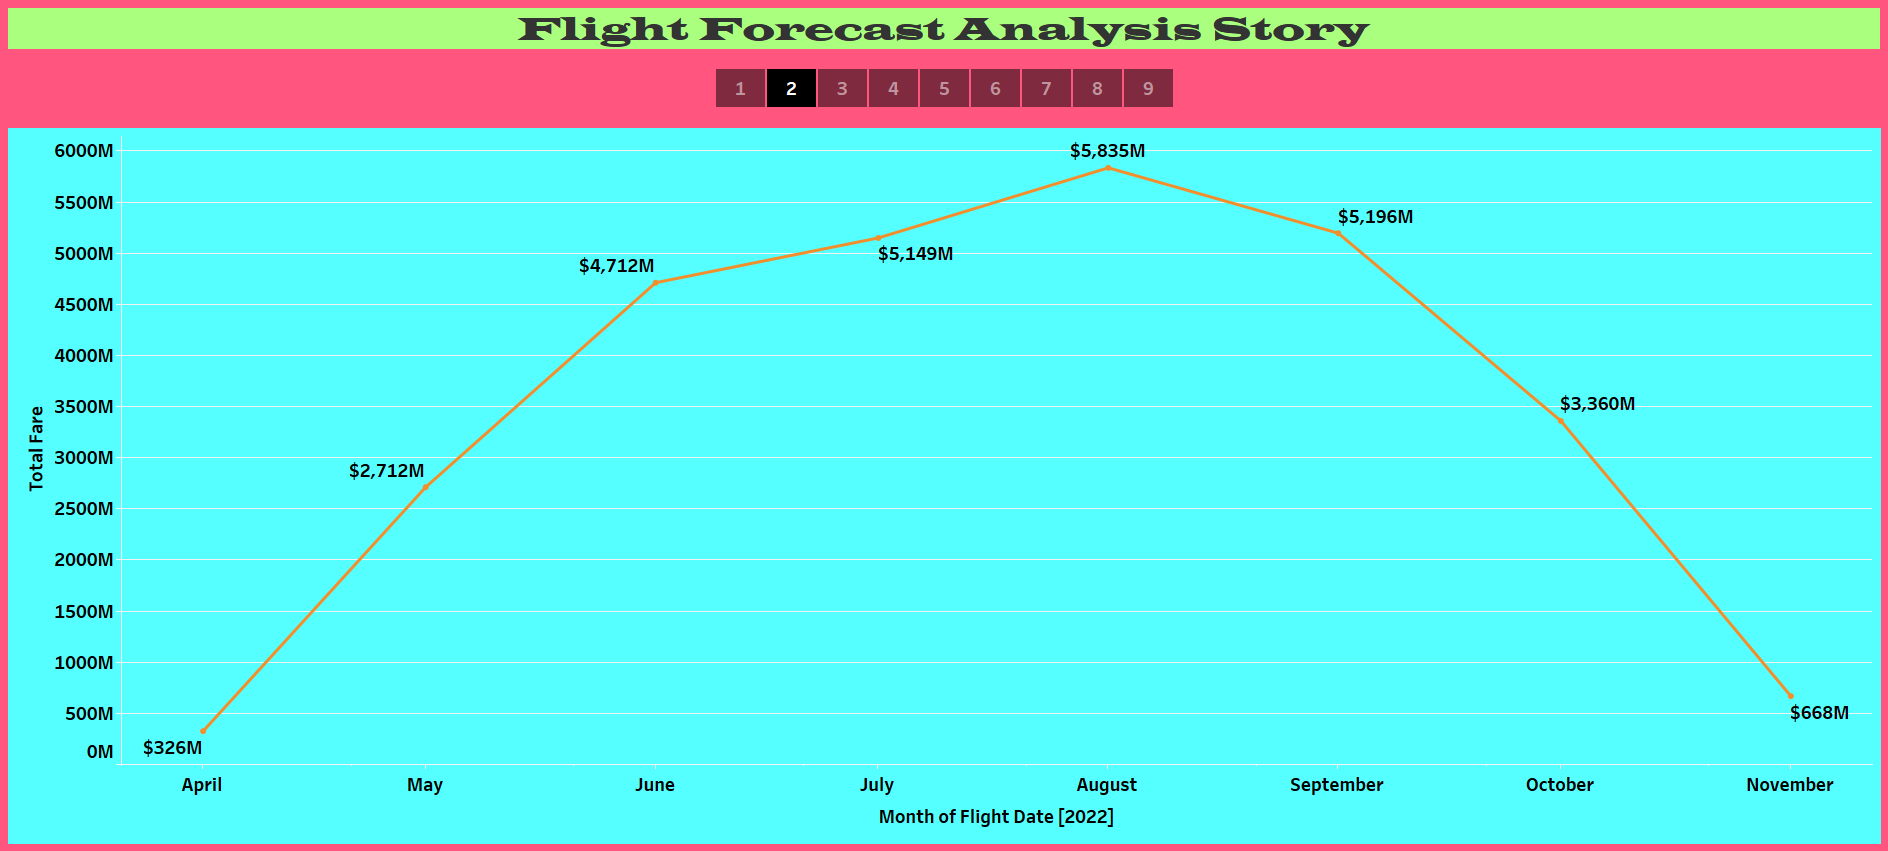 Flight Forecast Analysis Story
1 2 3 4 5 6 7 8 9
6000M
5500M
5000M
4500M
4000M
3500M
3000M
2500M
2000M
1500M
1000M
500M
0M
Total Fare
$326M
$2,712M
$4,712M
$5,149M
$5,835M
$5,196M
$3,360M
$668M
April May June July August September October November
Month of Flight Date [2022]